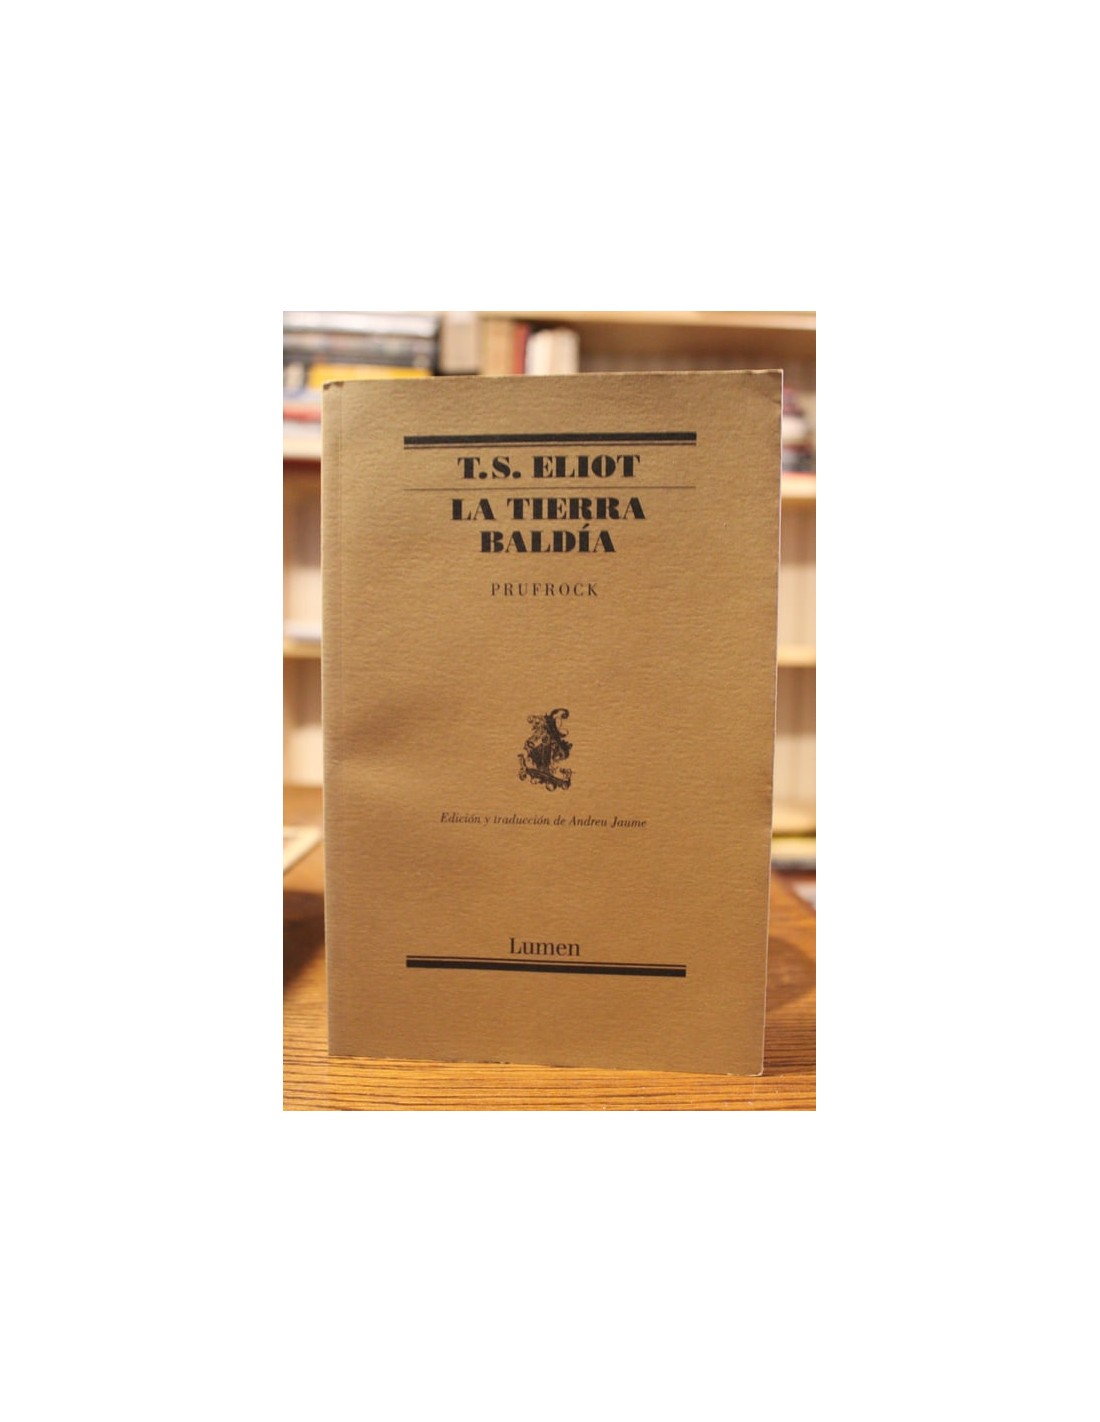 T.S. ELIOT
LA TIERRA
BALDÍA
PRUFROCK
Edición y traducción de Andreu Jaume
Lumen